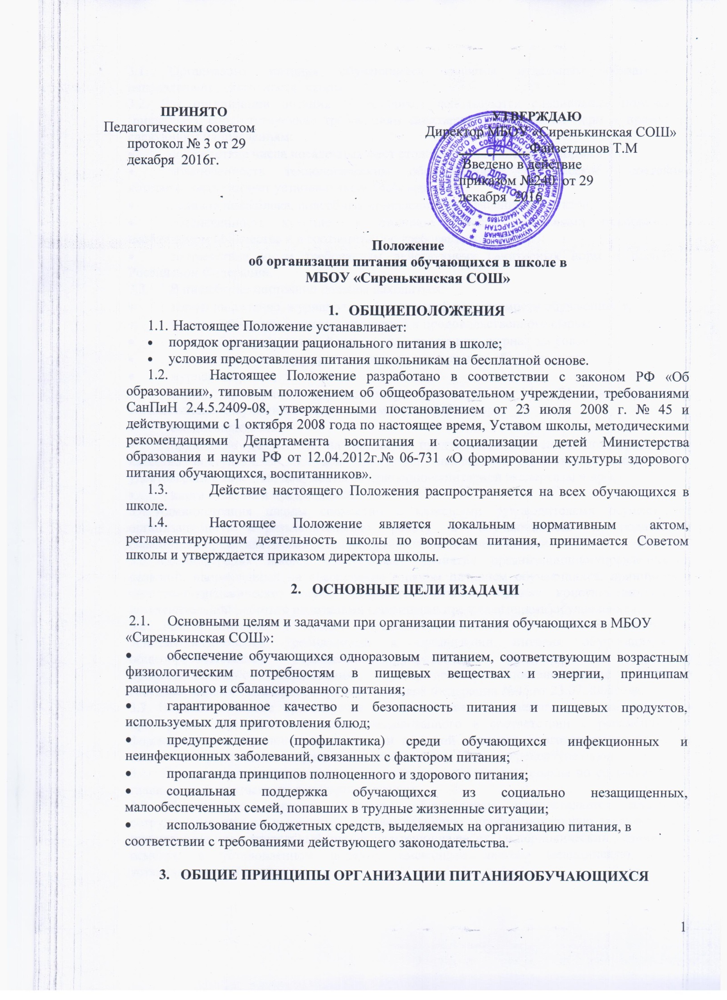 ПРИНЯТО
Педагогическим советом
протокол № 3 от 29
декабря 2016г.
УТВЕРЖДАЮ
Директор МБОУ «Сиренькинская СОШ»
Файзетдинов Т.М
Введено в действие
приказом №240 от 29
декабря 2016
ДЛЯ
ДОКУМЕНТОВ
Положение
об организации питания обучающихся в школе в
МБОУ «Сиренькинская СОШ»
1. ОБЩИЕПОЛОЖЕНИЯ
1.1. Настоящее Положение устанавливает:
• порядок организации рационального питания в школе;
• условия предоставления питания школьникам на бесплатной основе.
1.2. Настоящее Положение разработано в соответствии с законом РФ «Об
образовании», типовым положением об общеобразовательном учреждении, требованиями
СанПиН 2.4.5.2409-08, утвержденными постановлением от 23 июля 2008 г. № 45 и
действующими с 1 октября 2008 года по настоящее время, Уставом школы, методическими
рекомендациями Департамента воспитания и социализации детей Министерства
образования и науки РФ от 12.04.2012г.№ 06-731 «О формировании культуры здорового
питания обучающихся, воспитанников».
1.3. Действие настоящего Положения распространяется на всех обучающихся в
школе.
1.4. Настоящее Положение является локальным нормативным актом,
регламентирующим деятельность школы по вопросам питания, принимается Советом
школы и утверждается приказом директора школы.
2. ОСНОВНЫЕ ЦЕЛИ ИЗАДАЧИ
2.1. Основными целям и задачами при организации питания обучающихся в МБОУ
«Сиренькинская СОШ»:
• обеспечение обучающихся одноразовым питанием, соответствующим возрастным
физиологическим потребностям в пищевых веществах и энергии, принципам
рационального и сбалансированного питания;
• гарантированное качество и безопасность питания и пищевых продуктов,
используемых для приготовления блюд;
• предупреждение (профилактика) среди обучающихся инфекционных и
неинфекционных заболеваний, связанных с фактором питания;
• пропаганда принципов полноценного и здорового питания;
• социальная поддержка обучающихся из социально незащищенных,
малообеспеченных семей, попавших в трудные жизненные ситуации;
• использование бюджетных средств, выделяемых на организацию питания, в
соответствии с требованиями действующего законодательства.
3. ОБЩИЕ ПРИНЦИПЫ ОРГАНИЗАЦИИ ПИТАНИЯОБУЧАЮЩИХСЯ
1